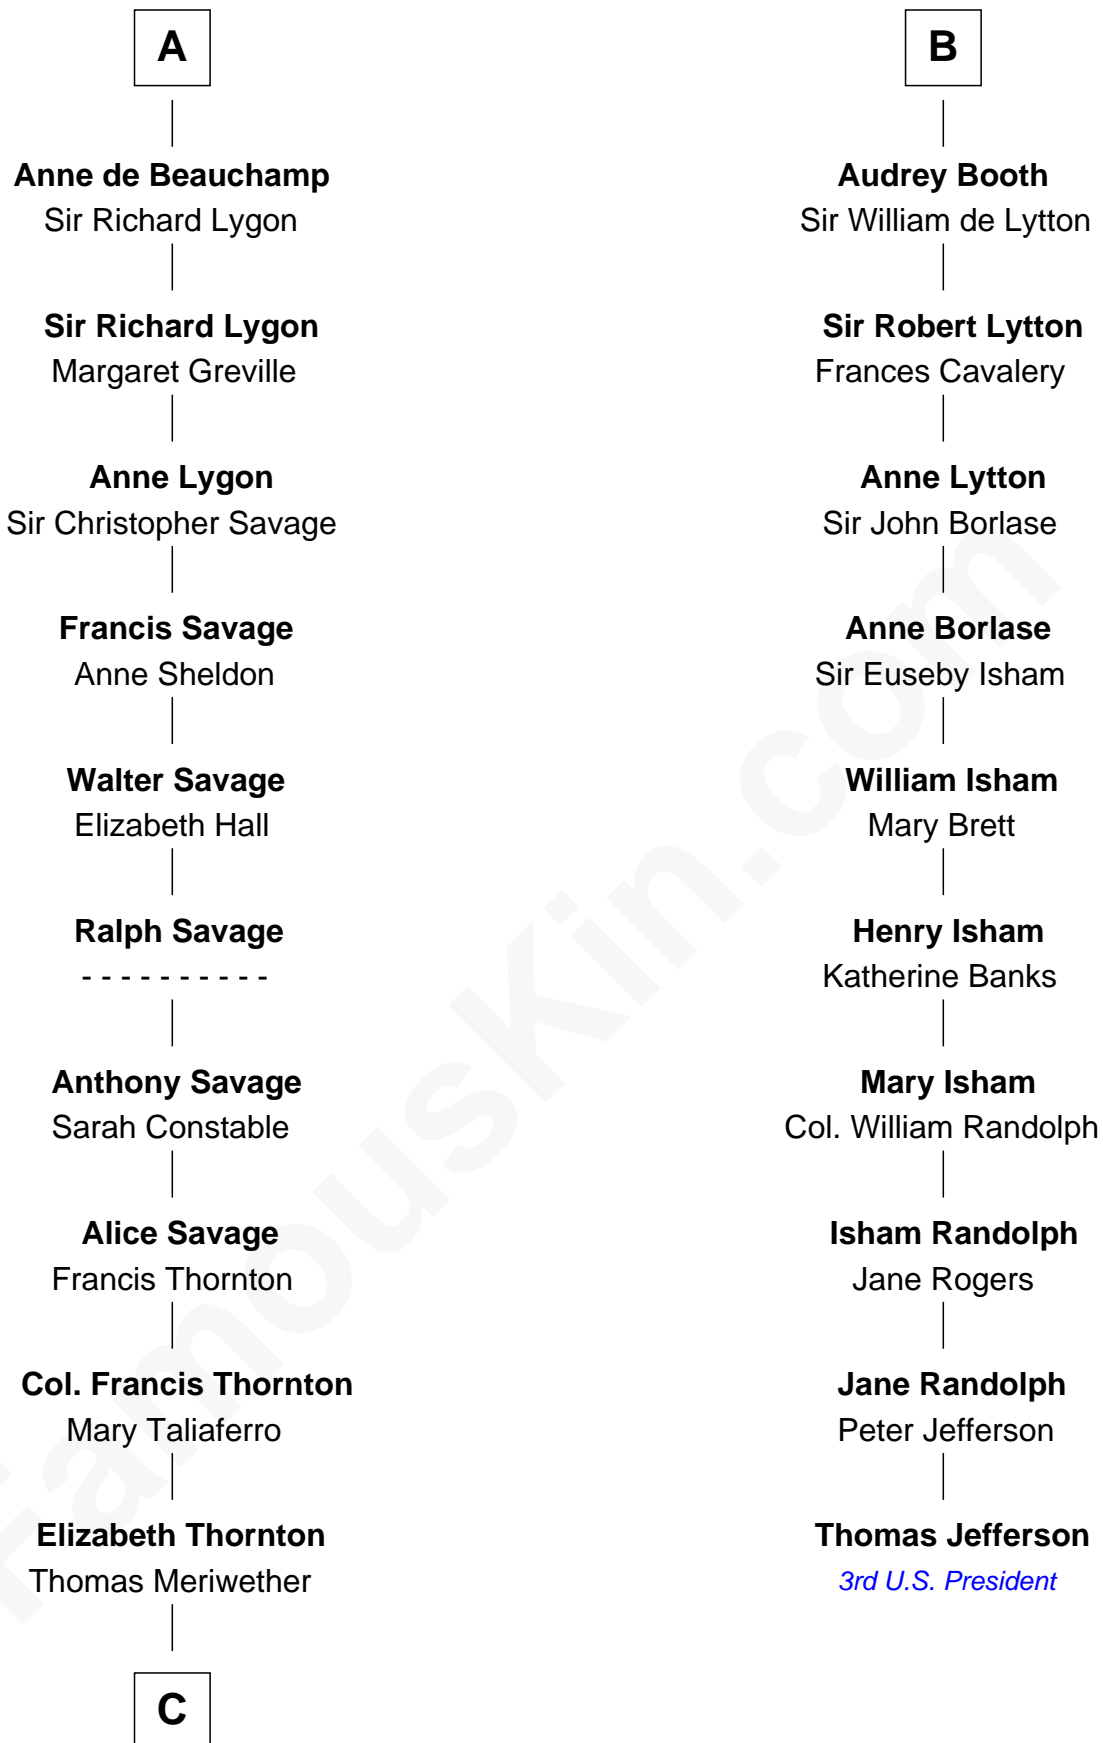 A
Anne de Beauchamp
Sir Richard Lygon
Sir Richard Lygon
Margaret Greville
Anne Lygon
Sir Christopher Savage
Francis Savage
Anne Sheldon
Walter Savage
Elizabeth Hall
Ralph Savage
- - - - - - - - - -
Anthony Savage
Sarah Constable
Alice Savage
Francis Thornton
Col. Francis Thornton
Mary Taliaferro
Elizabeth Thornton
Thomas Meriwether
C
B
Audrey Booth
Sir William de Lytton
Sir Robert Lytton
Frances Cavalery
Anne Lytton
Sir John Borlase
Anne Borlase
Sir Euseby Isham
William Isham
Mary Brett
Henry Isham
Katherine Banks
Mary Isham
Col. William Randolph
Isham Randolph
Jane Rogers
Jane Randolph
Peter Jefferson
Thomas Jefferson
3rd U.S. President
FamousKin.com